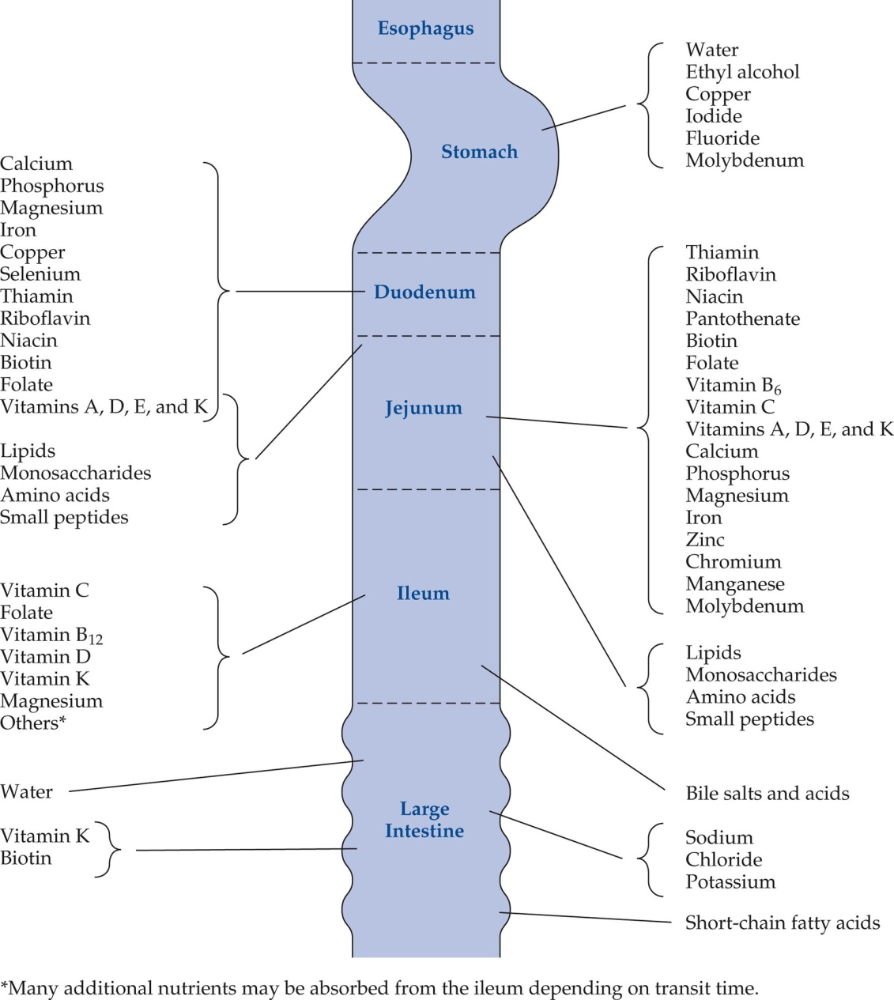 Esophagus
Water
Ethyl alcohol
Copper
Iodide
Fluoride
Molybdenum
Stomach
Calcium
Phosphorus
Magnesium
Iron
Copper
Selenium
Thiamin
Riboflavin
Niacin
Biotin
Folate
Vitamins A, D, E, and K
Lipids
Monosaccharides
Amino acids
Small peptides
Duodenum
Thiamin
Riboflavin
Niacin
Pantothenate
Biotin
Folate
Vitamin B6
Vitamin C
Vitamins A, D, E, and K
Calcium
Phosphorus
Magnesium
Iron
Zinc
Chromium
Manganese
Molybdenum
Jejunum
Lipids
Monosaccharides
Amino acids
Small peptides
Vitamin C
Folate
Vitamin B12
Vitamin D
Vitamin K
Magnesium
Others*
Ileum
Bile salts and acids
Water
Vitamin K
Biotin
Large
Intestine
Sodium
Chloride
Potassium
Short-chain fatty acids
*Many additional nutrients may be absorbed from the ileum depending on transit time.